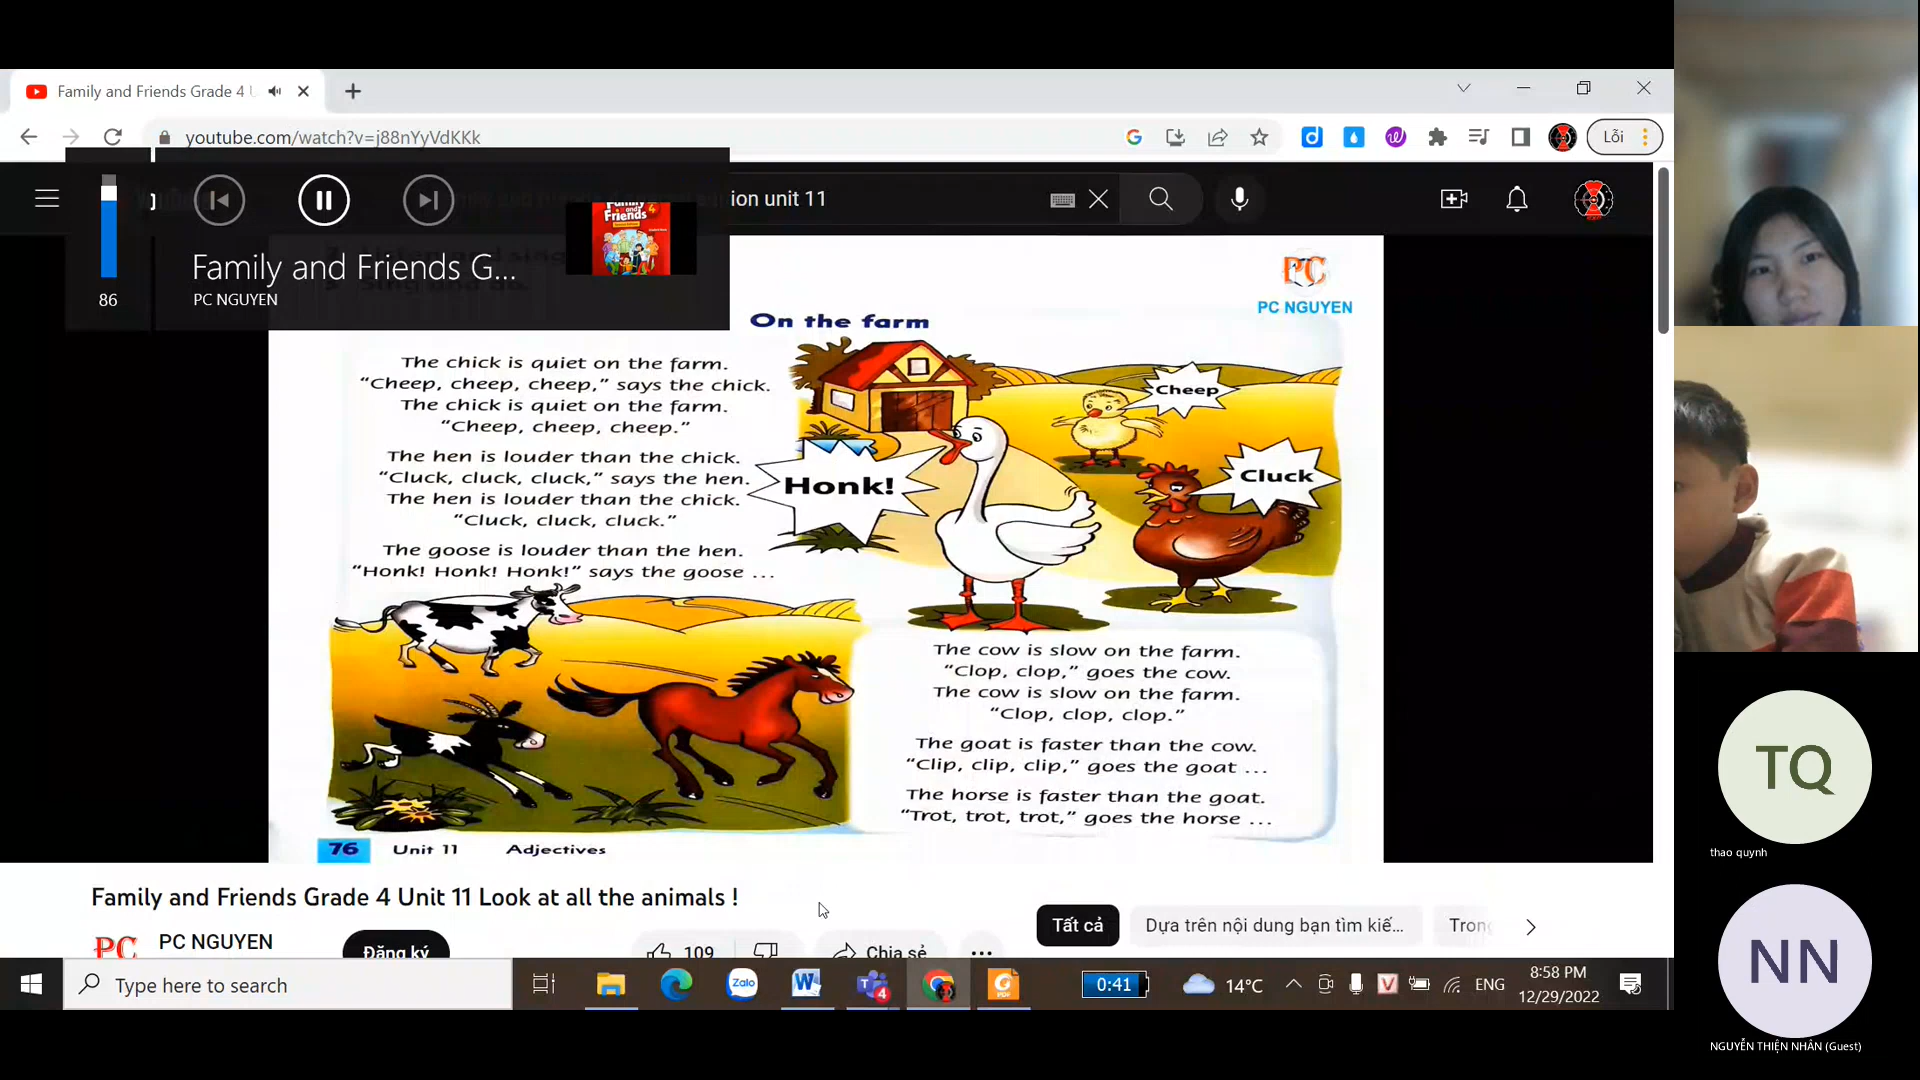 Family and Friends Grade 4
youtube.com/watch?v=j88nYyVdKKk
Lỗi
ion unit 11
86
Family and Friends G...
PC NGUYEN
Family and Friends 4
PC
PC NGUYEN
On the farm
The chick is quiet on the farm.
“Cheep, cheep, cheep,” says the chick.
The chick is quiet on the farm.
“Cheep, cheep, cheep.”
The hen is louder than the chick.
“Cluck, cluck, cluck,” says the hen.
The hen is louder than the chick.
“Cluck, cluck, cluck.”
The goose is louder than the hen.
“Honk! Honk! Honk!” says the goose ...
Cheep
Cluck
Honk!
The cow is slow on the farm.
“Clop, clop,” goes the cow.
The cow is slow on the farm.
“Clop, clop, clop.”
The goat is faster than the cow.
“Clip, clip, clip,” goes the goat ...
The horse is faster than the goat.
“Trot, trot, trot,” goes the horse ...
76 Unit 11 Adjectives
Family and Friends Grade 4 Unit 11 Look at all the animals !
PC
PC NGUYEN
Đăng ký
109
Chia sẻ
Tất cả
Dựa trên nội dung bạn tìm kiế...
Type here to search
Zalo
4
0:41
14°C
ENG
8:58 PM
12/29/2022
TQ
thao quynh
NN
NGUYỄN THIỆN NHÂN (Guest)